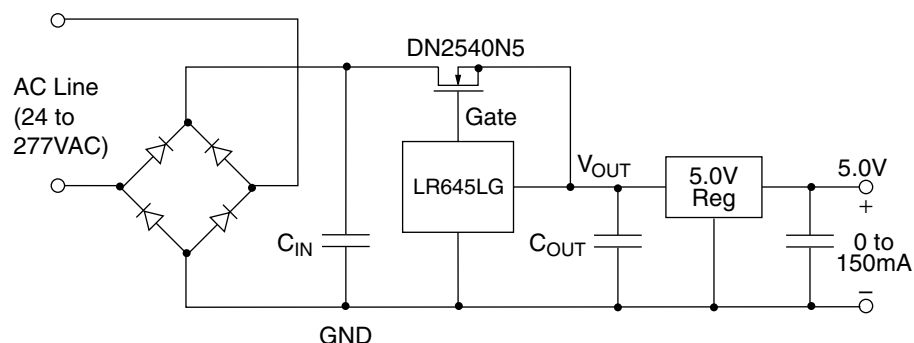 DN2540N5
AC Line
(24 to
277VAC)
Gate
LR645LG
VOUT
5.0V
Reg
5.0V
+
CIN
COUT
0 to
150mA
–
GND